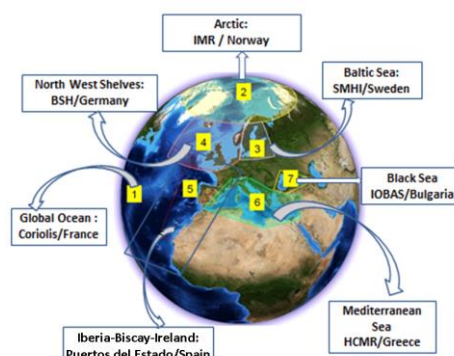 Arctic:
IMR / Norway
North West Shelves:
BSH/Germany
Baltic Sea:
SMHI/Sweden
2
4
3
Black Sea
IOBAS/Bulgaria
7
1
5
6
Global Ocean :
Coriolis/France
Mediterranean
Sea
HCMR/Greece
Iberia-Biscay-Ireland:
Puertos del Estado/Spain